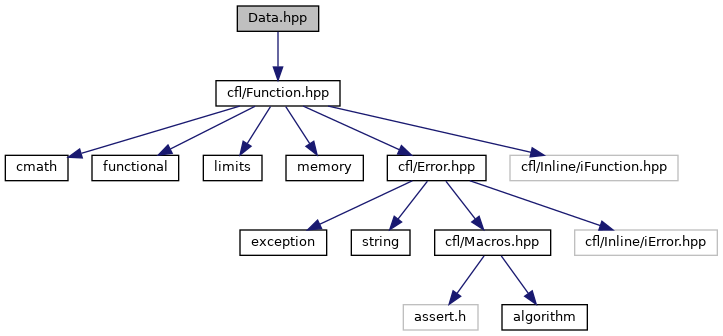 Data.hpp
cfl/Function.hpp
cmath
functional
limits
memory
cfl/Error.hpp
cfl/Inline/iFunction.hpp
exception
string
cfl/Macros.hpp
cfl/Inline/iError.hpp
assert.h
algorithm